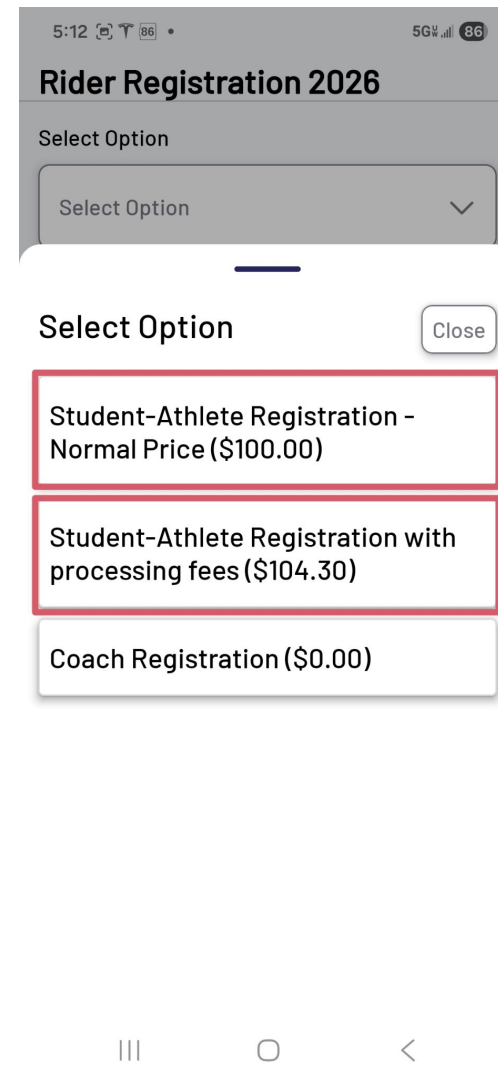 5:12 86 •
5G 86
Rider Registration 2026
Select Option
Select Option
Select Option
Close
Student-Athlete Registration -
Normal Price ($100.00)
Student-Athlete Registration with
processing fees ($104.30)
Coach Registration ($0.00)